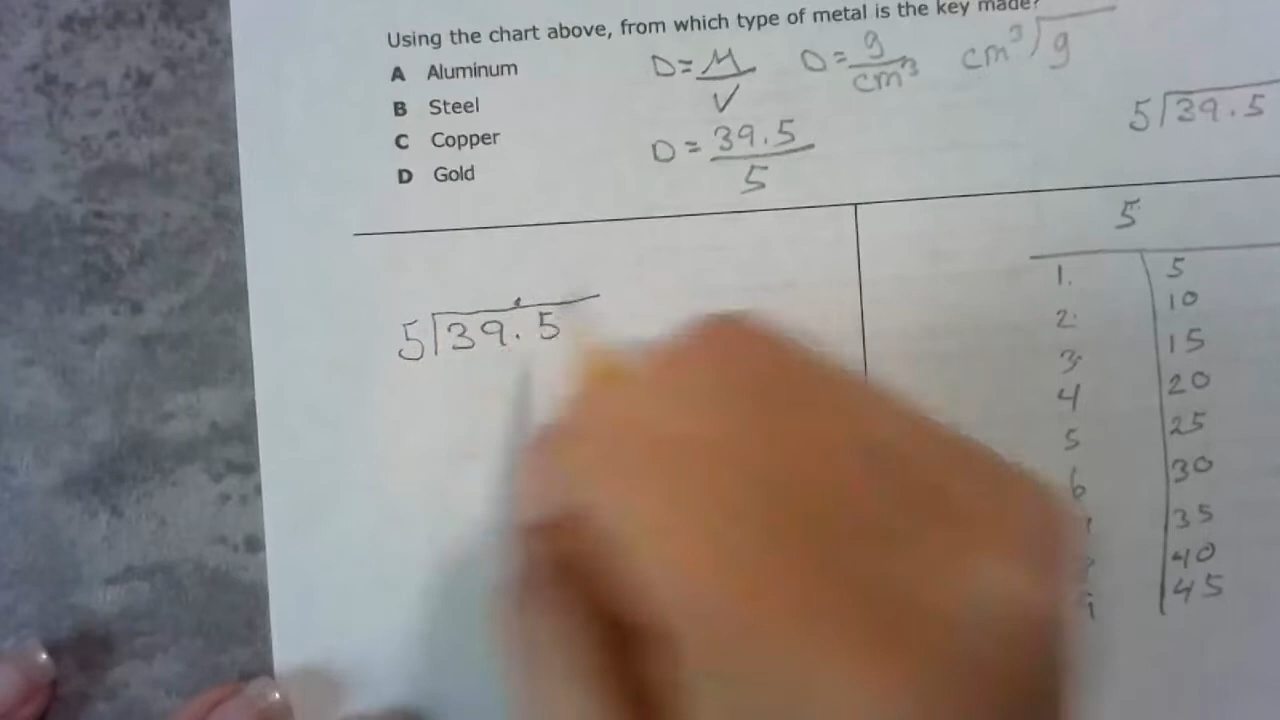 Using the chart above, from which type of metal is the key made?
A Aluminum
B Steel
C Copper
D Gold
D = M / V
D = g / cm³
cm³ ⟌ g
D = 39.5 / 5
5 ⟌ 39.5
5 ⟌ 39.5
5
1. 5
2. 10
3. 15
4 20
5 25
6 30
35
40
45